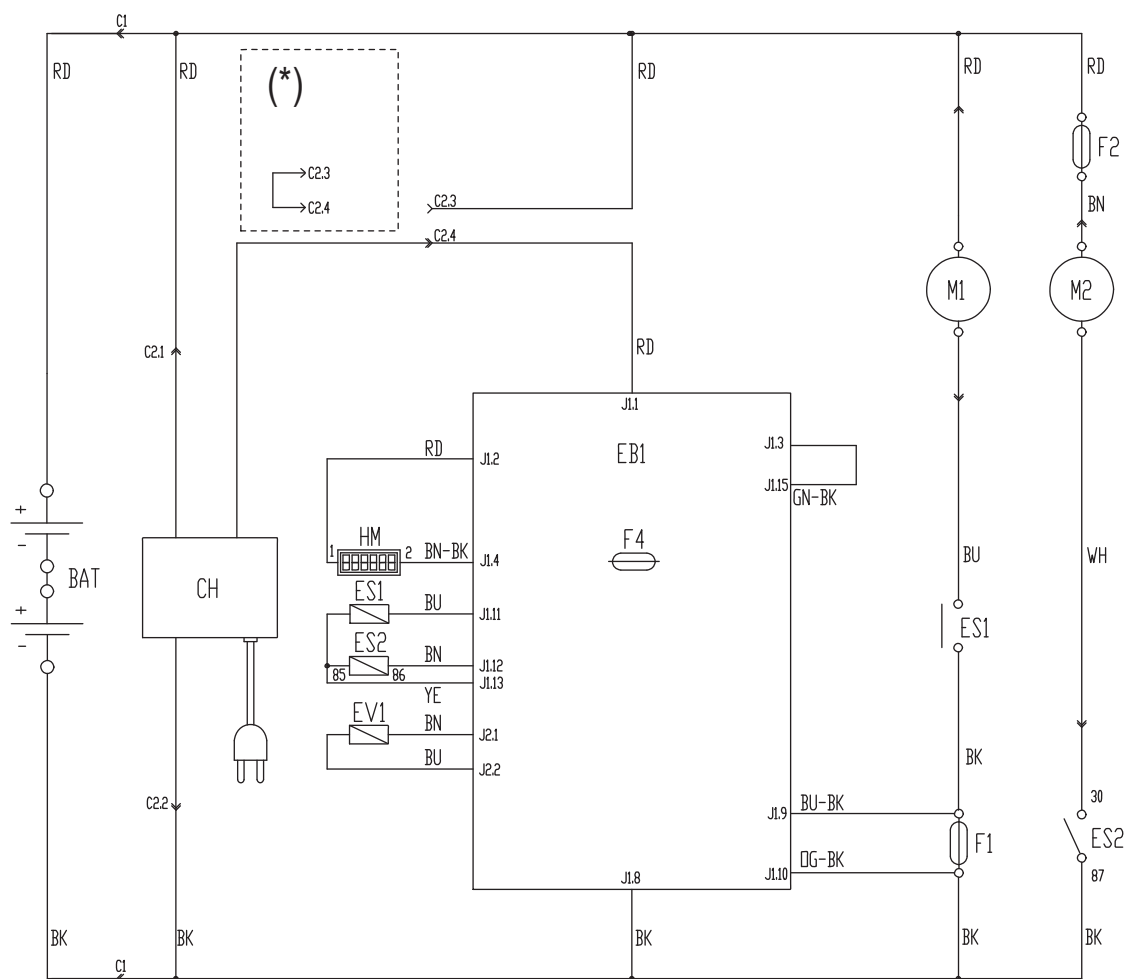 C1
RD RD RD RD RD
(*)
F2
C2.3
C2.4
C2.3
BN
C2.4
M1 M2
C2.1
RD
J1.1
RD
J1.2
EB1
J1.3
J1.15
GN-BK
+
-
HM
1 2
BN-BK
J1.4
F4
BU WH
BAT
CH
ES1
BU
J1.11
+
-
ES2
BN
J1.12
85 86
J1.13
YE
ES1
EV1
BN
J2.1
BU
J2.2
BK
C2.2
BU-BK
J1.9
30
F1
ES2
OG-BK
J1.10
J1.8
87
BK BK BK BK BK
C1